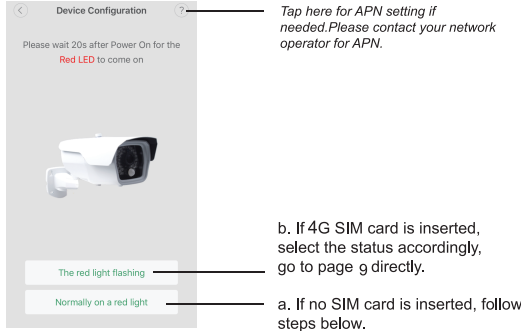 Device Configuration
?
Please wait 20s after Power On for the
Red LED to come on
The red light flashing
Normally on a red light
Tap here for APN setting if
needed.Please contact your network
operator for APN.
b. If 4G SIM card is inserted,
select the status accordingly,
go to page 9 directly.
a. If no SIM card is inserted, follow
steps below.